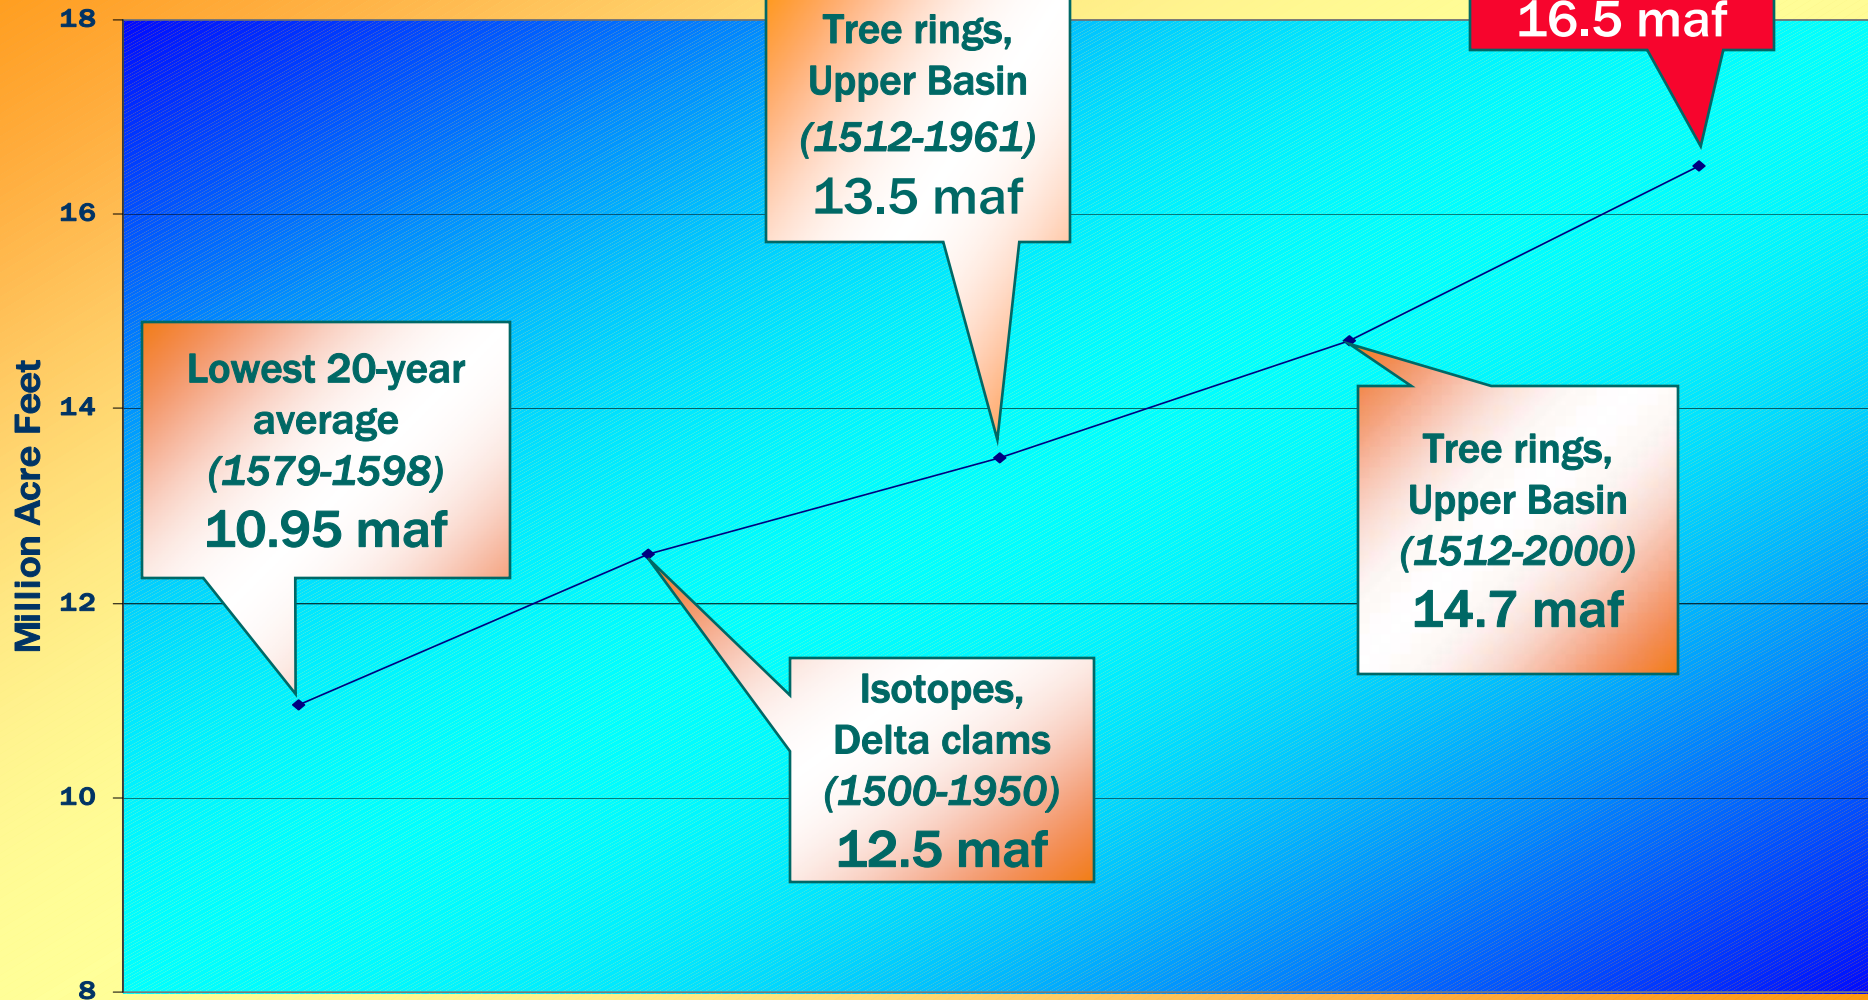 18
16
14
12
10
8
Million Acre Feet
Lowest 20-year
average
(1579-1598)
10.95 maf
Isotopes,
Delta clams
(1500-1950)
12.5 maf
Tree rings,
Upper Basin
(1512-1961)
13.5 maf
Tree rings,
Upper Basin
(1512-2000)
14.7 maf
16.5 maf